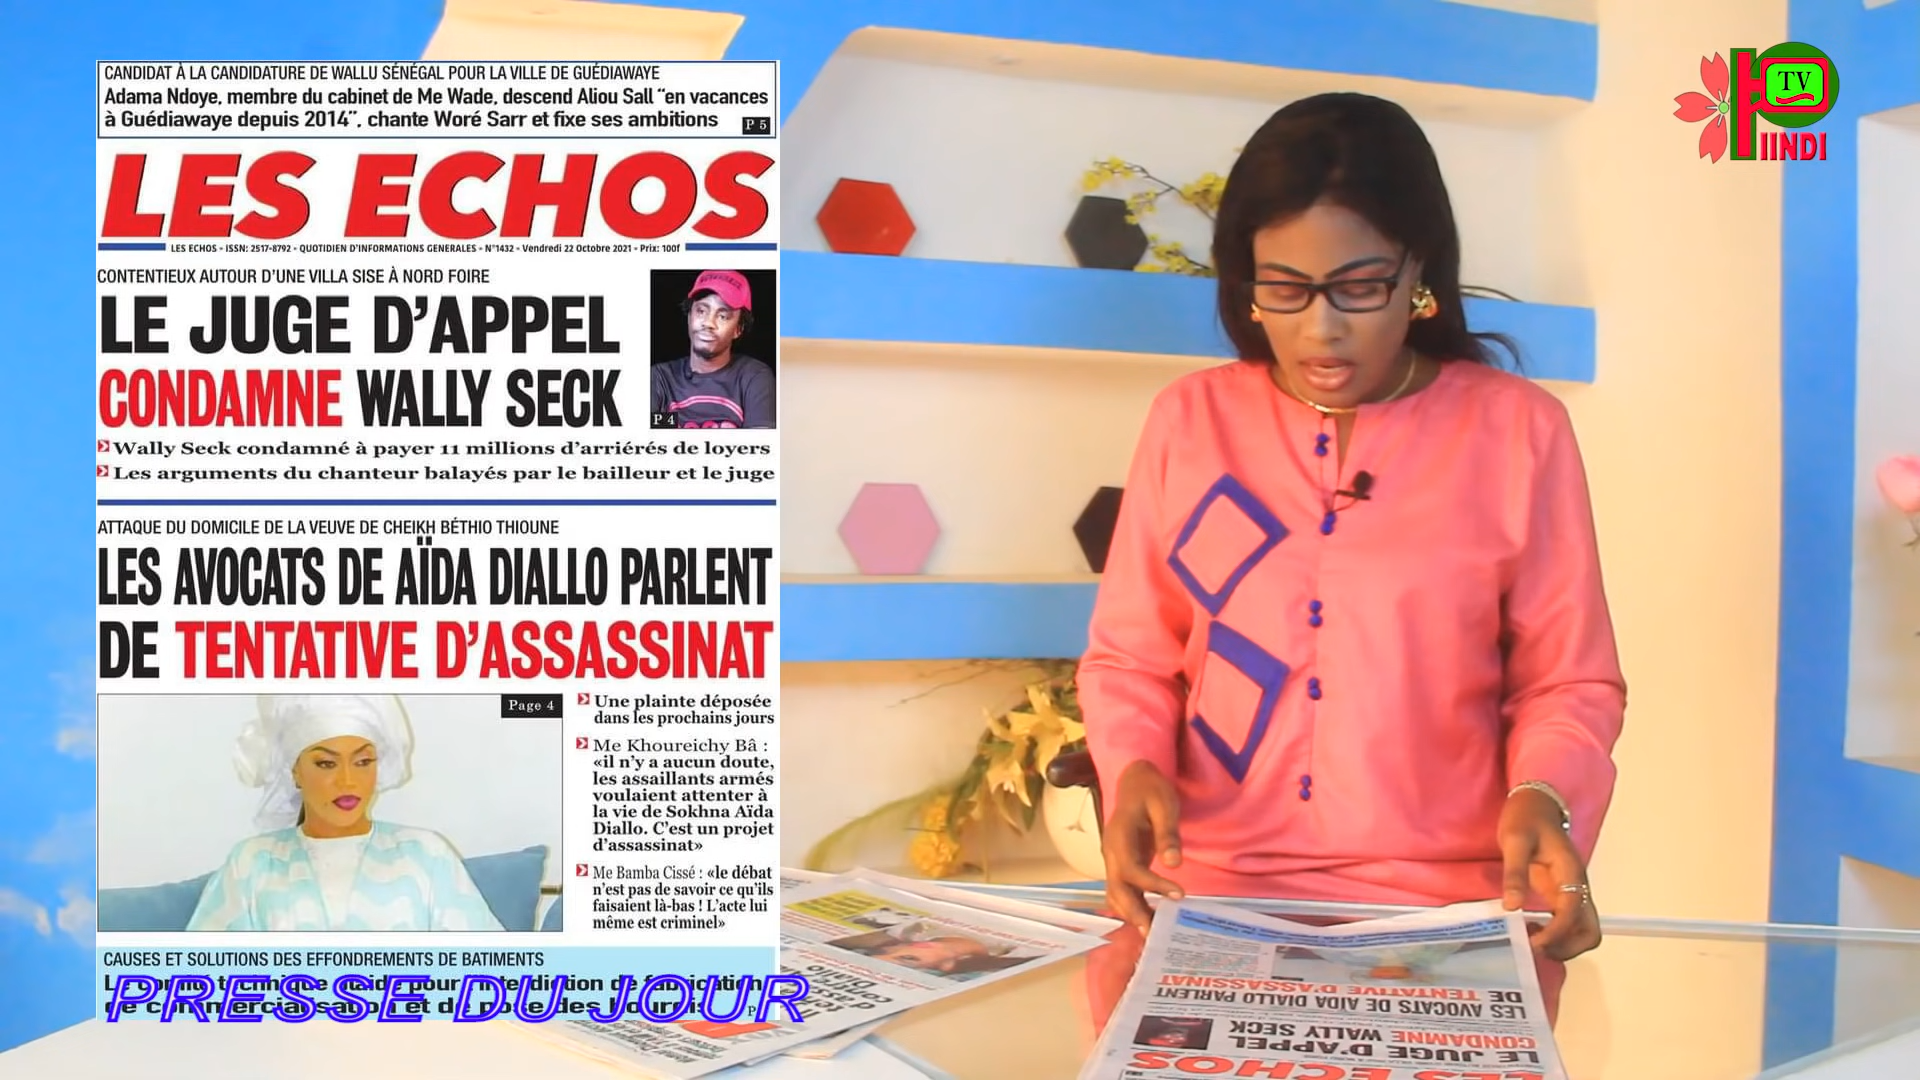 CANDIDAT À LA CANDIDATURE DE WALLU SÉNÉGAL POUR LA VILLE DE GUÉDIAWAYE
Adama Ndoye, membre du cabinet de Me Wade, descend Aliou Sall “en vacances
à Guédiawaye depuis 2014”, chante Woré Sarr et fixe ses ambitions
P 5
LES ECHOS
LES ECHOS - ISSN: 2517-8792 - QUOTIDIEN D'INFORMATIONS GENERALES - N°1432 - Vendredi 22 Octobre 2021 - Prix: 100f
CONTENTIEUX AUTOUR D'UNE VILLA SISE À NORD FOIRE
LE JUGE D'APPEL
CONDAMNE WALLY SECK
P 4
Wally Seck condamné à payer 11 millions d'arriérés de loyers
Les arguments du chanteur balayés par le bailleur et le juge
ATTAQUE DU DOMICILE DE LA VEUVE DE CHEIKH BÉTHIO THIOUNE
LES AVOCATS DE AÏDA DIALLO PARLENT
DE TENTATIVE D'ASSASSINAT
Page 4
Une plainte déposée
dans les prochains jours
Me Khoureichy Bâ :
«il n'y a aucun doute,
les assaillants armés
voulaient attenter à
la vie de Sokhna Aïda
Diallo. C'est un projet
d'assassinat»
Me Bamba Cissé : «le débat
n'est pas de savoir ce qu'ils
faisaient là-bas ! L'acte lui
même est criminel»
CAUSES ET SOLUTIONS DES EFFONDREMENTS DE BATIMENTS
PRESSE DU JOUR
TV
PIINDI
DE TENTATIVE D'ASSASSINAT
LES AVOCATS DE AIDA DIALLO PARLENT
CONDAMNE WALLY SECK
LE JUGE D'APPEL
LES ECHOS